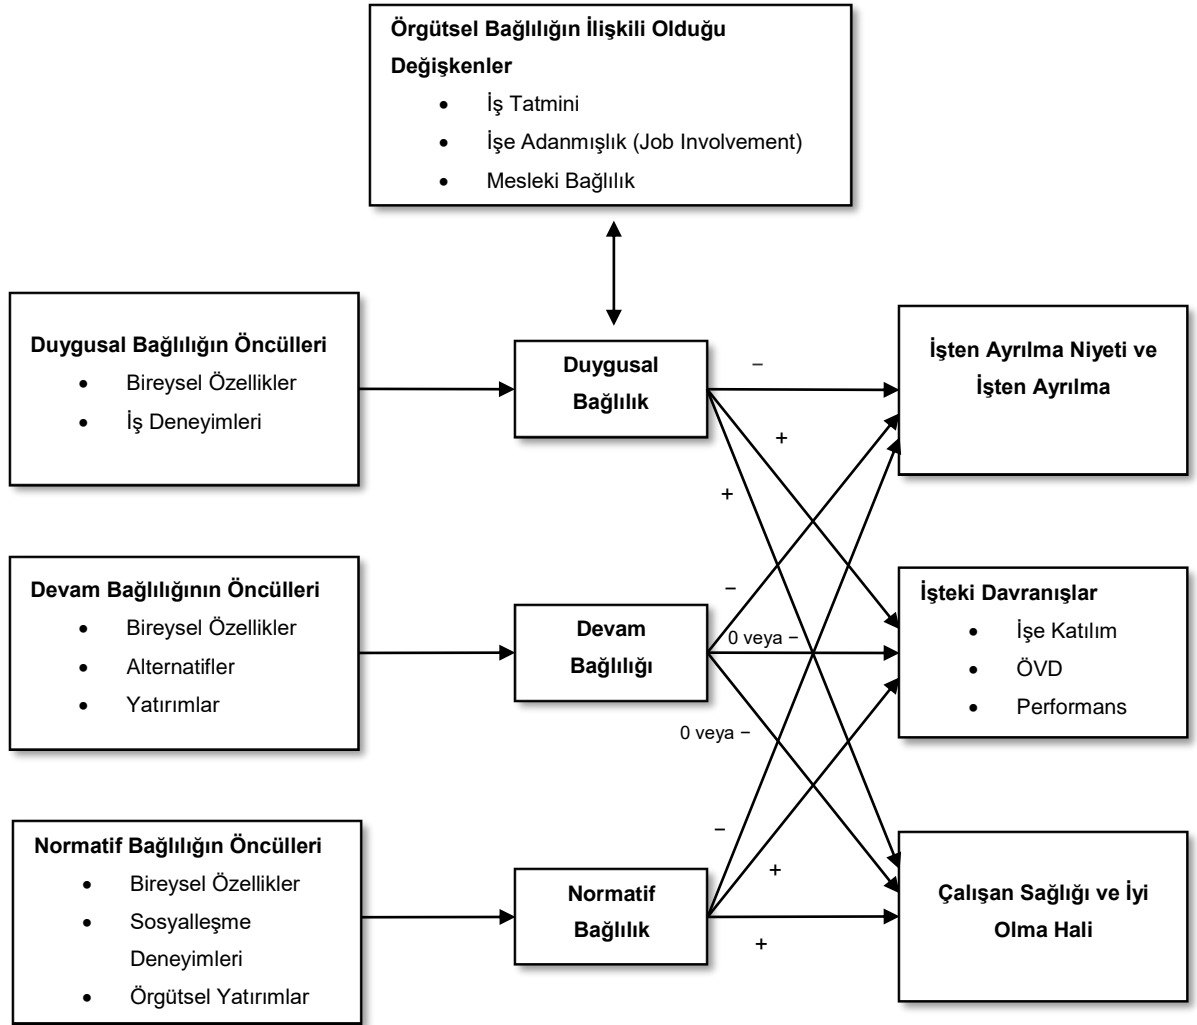 Örgütsel Bağlılığın İlişkili Olduğu
Değişkenler
• İş Tatmini
• İşe Adanmışlık (Job Involvement)
• Mesleki Bağlılık
Duygusal Bağlılığın Öncülleri
• Bireysel Özellikler
• İş Deneyimleri
Duygusal
Bağlılık
İşten Ayrılma Niyeti ve
İşten Ayrılma
−
+
+
Devam Bağlılığının Öncülleri
• Bireysel Özellikler
• Alternatifler
• Yatırımlar
Devam
Bağlılığı
−
0 veya −
0 veya −
İşteki Davranışlar
• İşe Katılım
• ÖVD
• Performans
Normatif Bağlılığın Öncülleri
• Bireysel Özellikler
• Sosyalleşme
Deneyimleri
• Örgütsel Yatırımlar
Normatif
Bağlılık
−
+
+
Çalışan Sağlığı ve İyi
Olma Hali